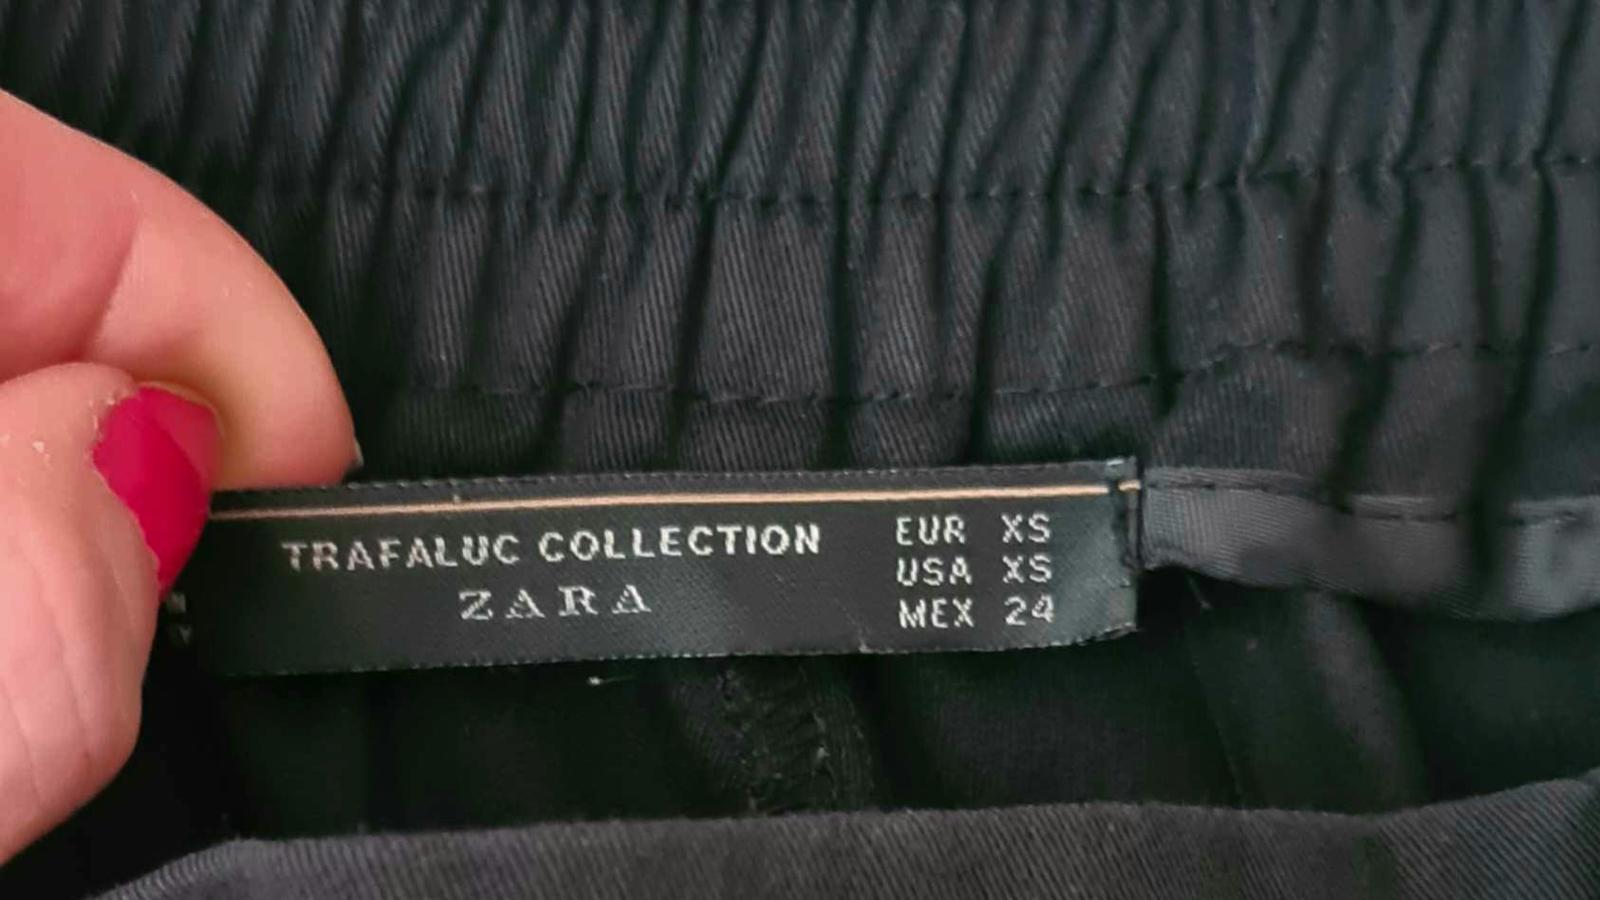 TRAFALUC COLLECTION
ZARA
EUR XS
USA XS
MEX 24